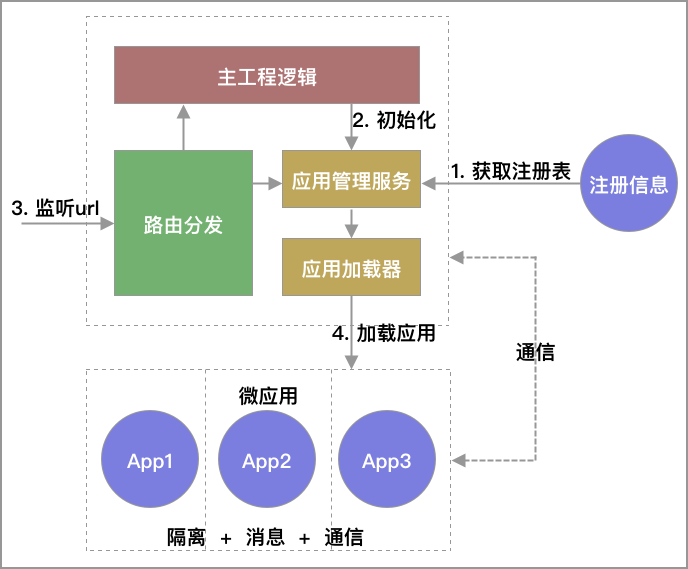 主工程逻辑
2. 初始化
应用管理服务
1. 获取注册表
注册信息
3. 监听url
路由分发
应用加载器
4. 加载应用
通信
微应用
App1
App2
App3
隔离 + 消息 + 通信